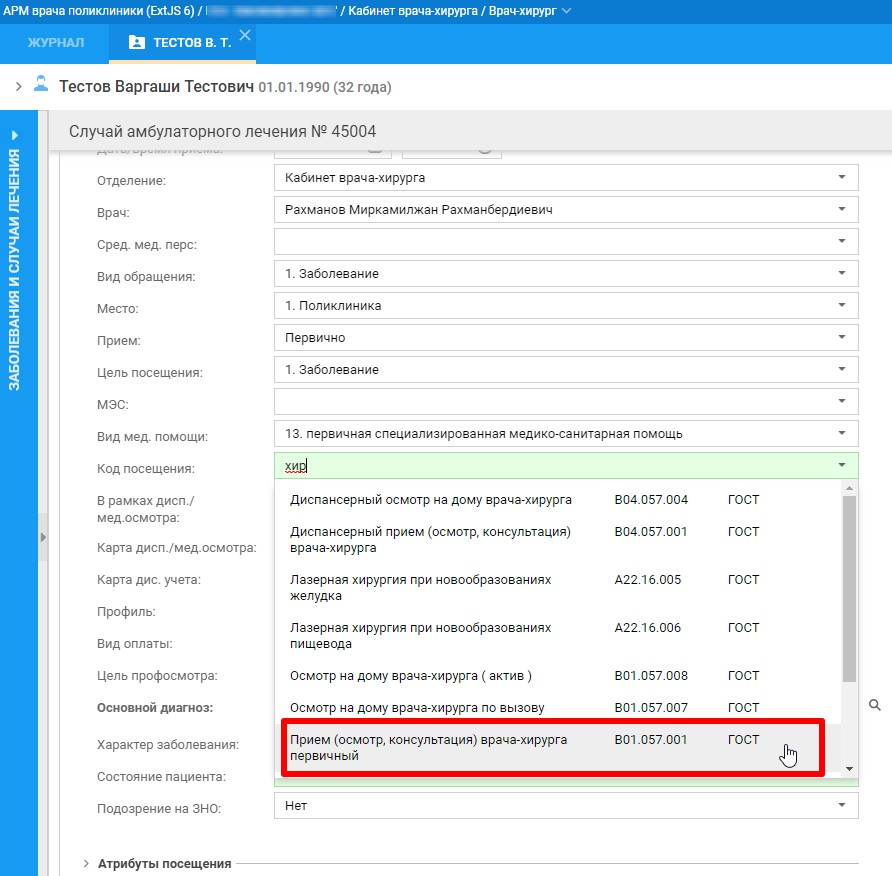 АРМ врача поликлиники (ExtJS 6) / / Кабинет врача-хирурга / Врач-хирург
ЖУРНАЛ
ТЕСТОВ В. Т.
Тестов Варгаши Тестович 01.01.1990 (32 года)
ЗАБОЛЕВАНИЯ И СЛУЧАИ ЛЕЧЕНИЯ
Случай амбулаторного лечения № 45004
Дата/время приема:
Отделение: Кабинет врача-хирурга
Врач: Рахманов Миркамилжан Рахманбердиевич
Сред. мед. перс:
Вид обращения: 1. Заболевание
Место: 1. Поликлиника
Прием: Первично
Цель посещения: 1. Заболевание
МЭС:
Вид мед. помощи: 13. первичная специализированная медико-санитарная помощь
Код посещения: хир
В рамках дисп./
мед.осмотра:
Карта дисп./мед.осмотра:
Карта дис. учета:
Профиль:
Вид оплаты:
Цель профосмотра:
Основной диагноз:
Характер заболевания:
Состояние пациента:
Подозрение на ЗНО: Нет
Диспансерный осмотр на дому врача-хирурга B04.057.004 ГОСТ
Диспансерный прием (осмотр, консультация) B04.057.001 ГОСТ
врача-хирурга
Лазерная хирургия при новообразованиях A22.16.005 ГОСТ
желудка
Лазерная хирургия при новообразованиях A22.16.006 ГОСТ
пищевода
Осмотр на дому врача-хирурга ( актив ) B01.057.008 ГОСТ
Осмотр на дому врача-хирурга по вызову B01.057.007 ГОСТ
Прием (осмотр, консультация) врача-хирурга B01.057.001 ГОСТ
первичный
Атрибуты посещения